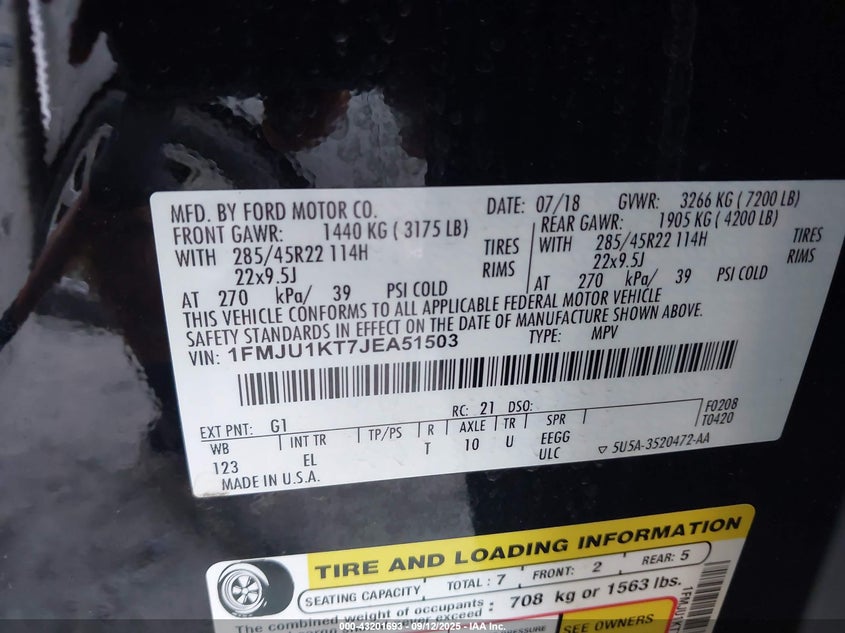 MFD. BY FORD MOTOR CO. DATE: 07/18 GVWR: 3266 KG ( 7200 LB)
FRONT GAWR: 1440 KG ( 3175 LB) REAR GAWR: 1905 KG ( 4200 LB)
WITH 285/45R22 114H TIRES WITH 285/45R22 114H TIRES
22x9.5J RIMS 22x9.5J RIMS
AT 270 kPa/ 39 PSI COLD AT 270 kPa/ 39 PSI COLD
THIS VEHICLE CONFORMS TO ALL APPLICABLE FEDERAL MOTOR VEHICLE
SAFETY STANDARDS IN EFFECT ON THE DATE OF MANUFACTURE SHOWN ABOVE.
VIN: 1FMJU1KT7JEA51503 TYPE: MPV
EXT PNT: G1 RC: 21 DSO: F0208
WB INT TR TP/PS R AXLE TR SPR T0420
123 EL T 10 U EEGG
ULC
MADE IN U.S.A. 5U5A-3520472-AA
TIRE AND LOADING INFORMATION
SEATING CAPACITY TOTAL : 7 FRONT: 2 REAR: 5
The combined weight of occupants : 708 kg or 1563 lbs.
SEE OWNERS
000-43201693 - 09/12/2025 - IAA Inc.